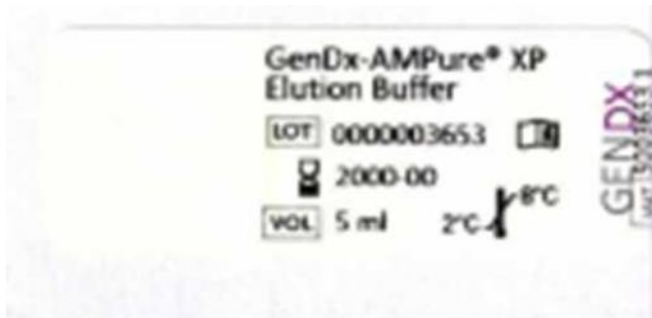 GenDx-AMPure® XP
Elution Buffer
LOT 0000003653
2000-00
VOL 5 ml 2°C 8°C
GENDX